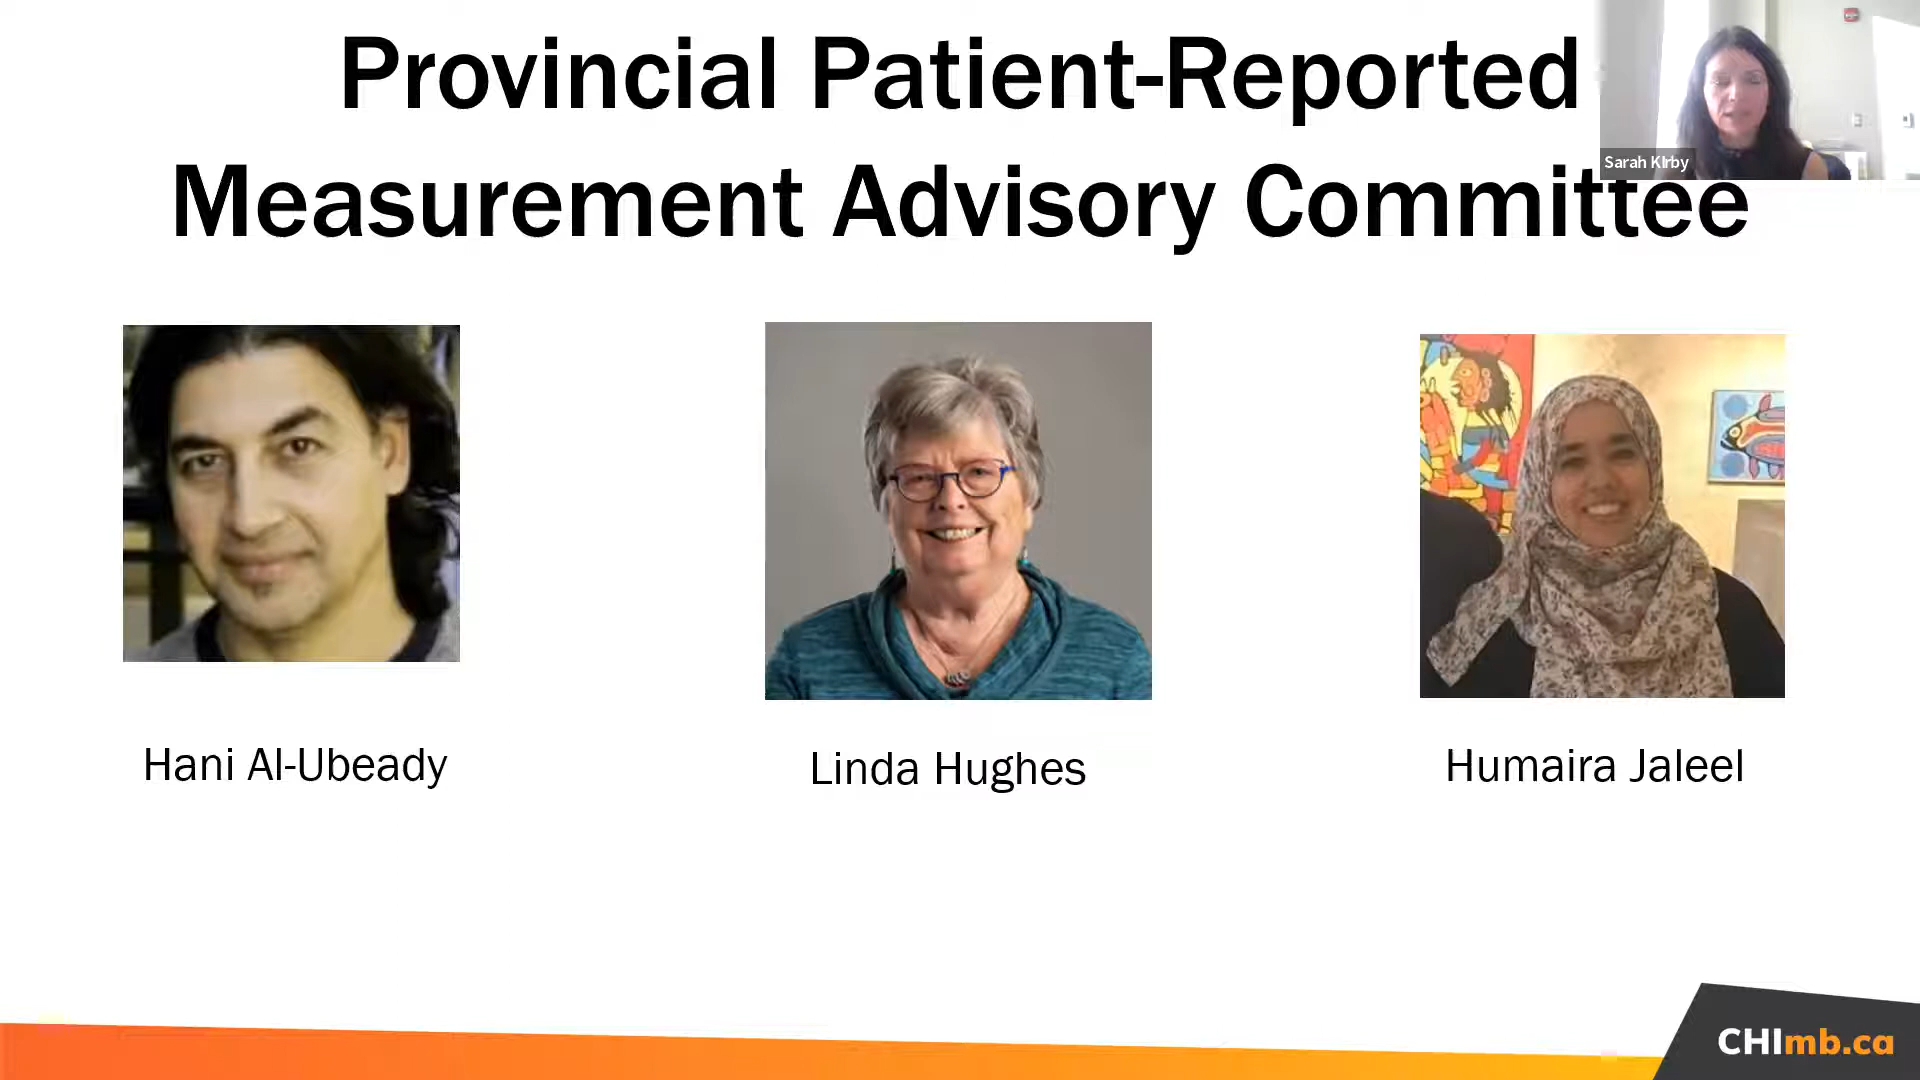 Provincial Patient-Reported
Measurement Advisory Committee
Sarah Kirby
Hani Al-Ubeady
Linda Hughes
Humaira Jaleel
CHImb.ca